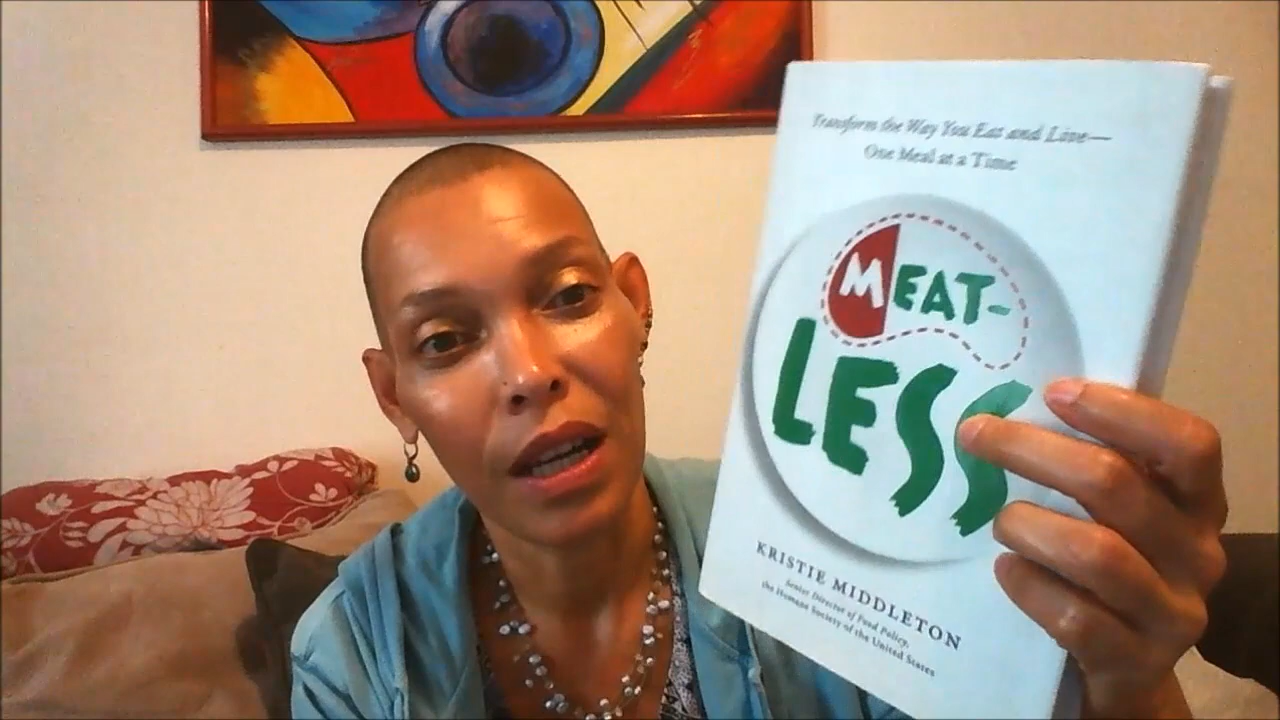 Transform the Way You Eat and Live—
One Meal at a Time
MEAT-
LESS
KRISTIE MIDDLETON
Senior Director of Food Policy,
the Humane Society of the United States